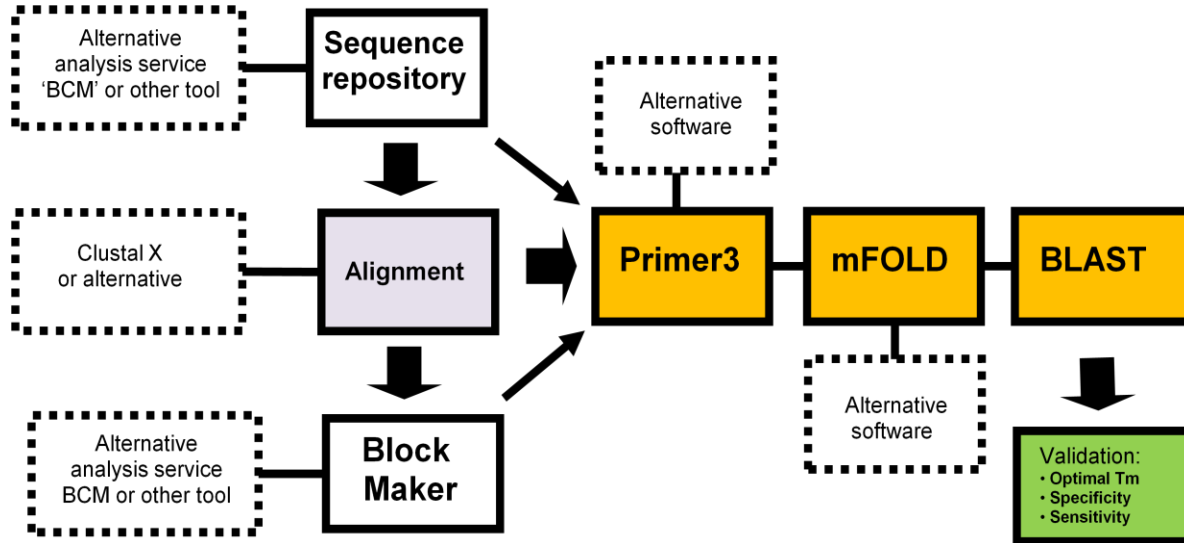 Alternative
analysis service
'BCM' or other tool
Sequence
repository
Alternative
software
Clustal X
or alternative
Alignment
Primer3
mFOLD
BLAST
Alternative
analysis service
BCM or other tool
Block
Maker
Alternative
software
Validation:
• Optimal Tm
• Specificity
• Sensitivity